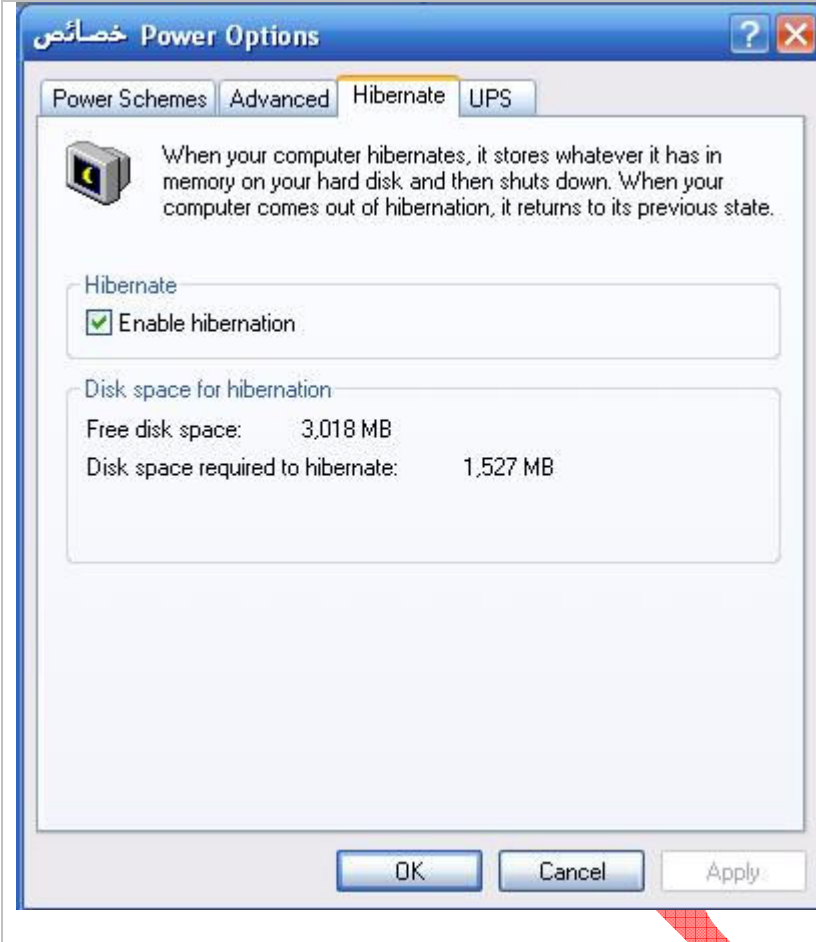 خصائص Power Options
Power Schemes Advanced Hibernate UPS
When your computer hibernates, it stores whatever it has in
memory on your hard disk and then shuts down. When your
computer comes out of hibernation, it returns to its previous state.
Hibernate
Enable hibernation
Disk space for hibernation
Free disk space: 3,018 MB
Disk space required to hibernate: 1,527 MB
OK Cancel Apply